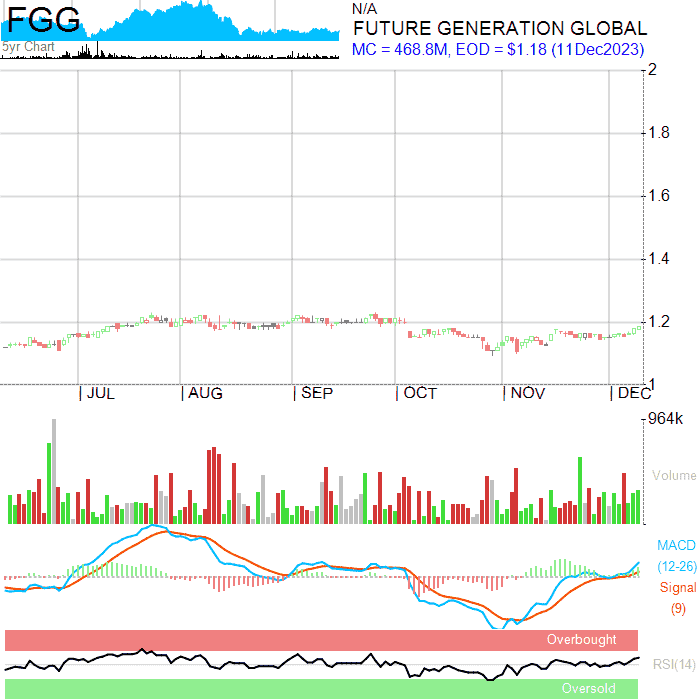 FGG
5yr Chart
N/A
FUTURE GENERATION GLOBAL
MC = 468.8M, EOD = $1.18 (11Dec2023)
2
1.8
1.6
1.4
1.2
1
JUL AUG SEP OCT NOV DEC
964k
Volume
MACD
(12-26)
Signal
(9)
Overbought
RSI(14)
Oversold